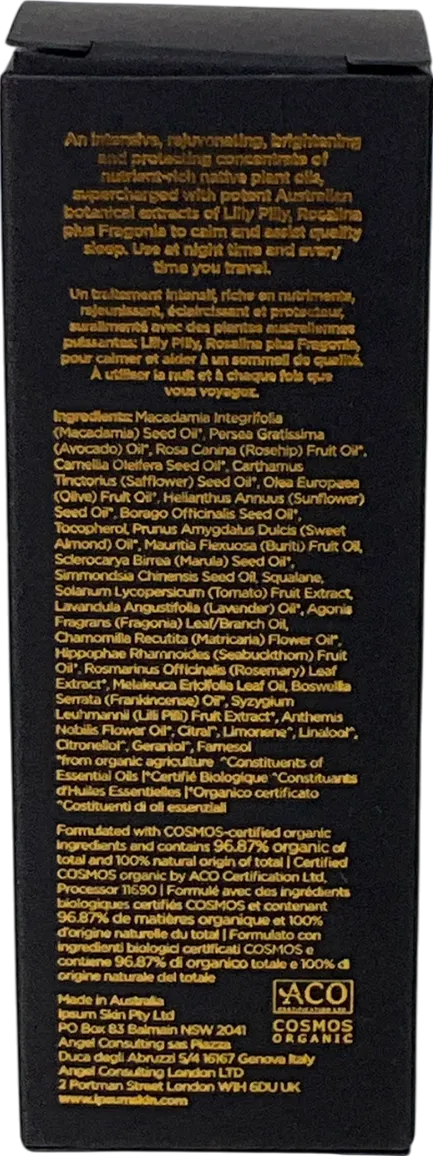 An intensive, rejuvenating, brightening
and protecting concentrate of
nutrient-rich native plant oils,
supercharged with potent Australian
botanical extracts of Lilly Pilly, Rosalina
plus Fragonia to calm and assist quality
sleep. Use at night time and every
time you travel.
Un traitement intensif, riche en nutriments,
rajeunissant, éclaircissant et protecteur,
suralimenté avec des plantes australiennes
puissantes: Lilly Pilly, Rosalina plus Fragonia,
pour calmer et aider à un sommeil de qualité.
À utiliser la nuit et à chaque fois que
vous voyagez.
Ingredients: Macadamia Integrifolia
(Macadamia) Seed Oil*, Persea Gratissima
(Avocado) Oil*, Rosa Canina (Rosehip) Fruit Oil*,
Camellia Oleifera Seed Oil*, Carthamus
Tinctorius (Safflower) Seed Oil*, Olea Europaea
(Olive) Fruit Oil*, Helianthus Annuus (Sunflower)
Seed Oil*, Borago Officinalis Seed Oil*,
Tocopherol, Prunus Amygdalus Dulcis (Sweet
Almond) Oil*, Mauritia Flexuosa (Buriti) Fruit Oil,
Sclerocarya Birrea (Marula) Seed Oil*,
Simmondsia Chinensis Seed Oil, Squalane,
Solanum Lycopersicum (Tomato) Fruit Extract,
Lavandula Angustifolia (Lavender) Oil*, Agonis
Fragrans (Fragonia) Leaf/Branch Oil,
Chamomilla Recutita (Matricaria) Flower Oil*,
Hippophae Rhamnoides (Seabuckthorn) Fruit
Oil*, Rosmarinus Officinalis (Rosemary) Leaf
Extract*, Melaleuca Ericifolia Leaf Oil, Boswellia
Serrata (Frankincense) Oil*, Syzygium
Leuhmannii (Lilli Pilli) Fruit Extract*, Anthemis
Nobilis Flower Oil*, Citral^, Limonene^, Linalool^,
Citronellol^, Geraniol^, Farnesol
*from organic agriculture ^Constituents of
Essential Oils |*Certifié Biologique ^Constituants
d'Huiles Essentielles |*Organico certificato
^Costituenti di oli essenziali
Formulated with COSMOS-certified organic
ingredients and contains 96.87% organic of
total and 100% natural origin of total | Certified
COSMOS organic by ACO Certification Ltd,
Processor 11690 | Formulé avec des ingrédients
biologiques certifiés COSMOS et contenant
96.87% de matières organique et 100%
d'origine naturelle du total | Formulato con
ingredienti biologici certificati COSMOS e
contiene 96.87% di organico totale e 100% di
origine naturale del totale
Made in Australia
Ipsum Skin Pty Ltd
PO Box 83 Balmain NSW 2041
Angel Consulting sas Piazza
Duca degli Abruzzi 5/4 16167 Genova Italy
Angel Consulting London LTD
2 Portman Street London W1H 6DU UK
www.ipsumskin.com
ACO
CERTIFICATION LTD
COSMOS
ORGANIC